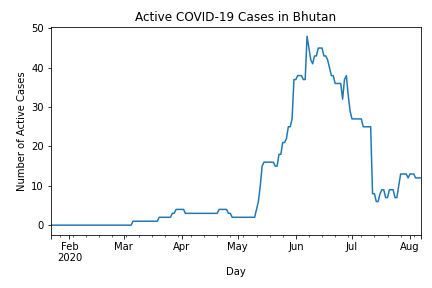 Active COVID-19 Cases in Bhutan
Number of Active Cases
50
40
30
20
10
0
Feb Mar Apr May Jun Jul Aug
2020
Day